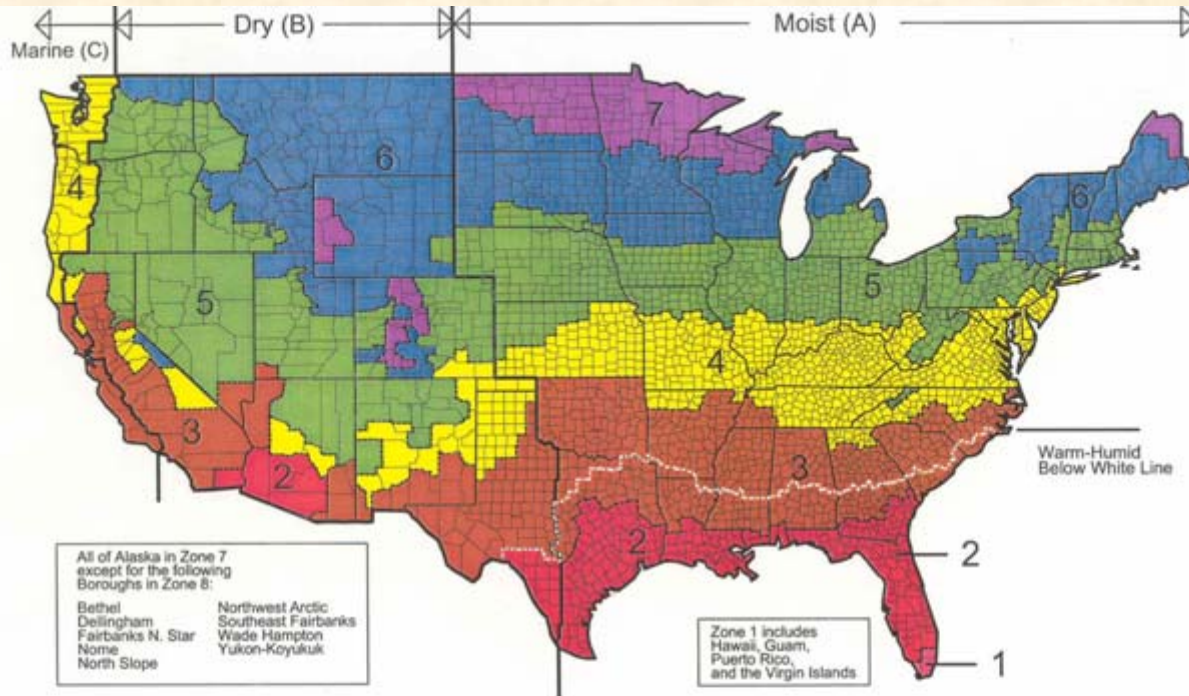 Marine (C)
Dry (B)
Moist (A)
7
6
6
4
5
5
4
3
3
2
2
2
1
Warm-Humid
Below White Line
All of Alaska in Zone 7
except for the following
Boroughs in Zone 8:
Bethel
Dellingham
Fairbanks N. Star
Nome
North Slope
Northwest Arctic
Southeast Fairbanks
Wade Hampton
Yukon-Koyukuk
Zone 1 includes
Hawaii, Guam,
Puerto Rico,
and the Virgin Islands